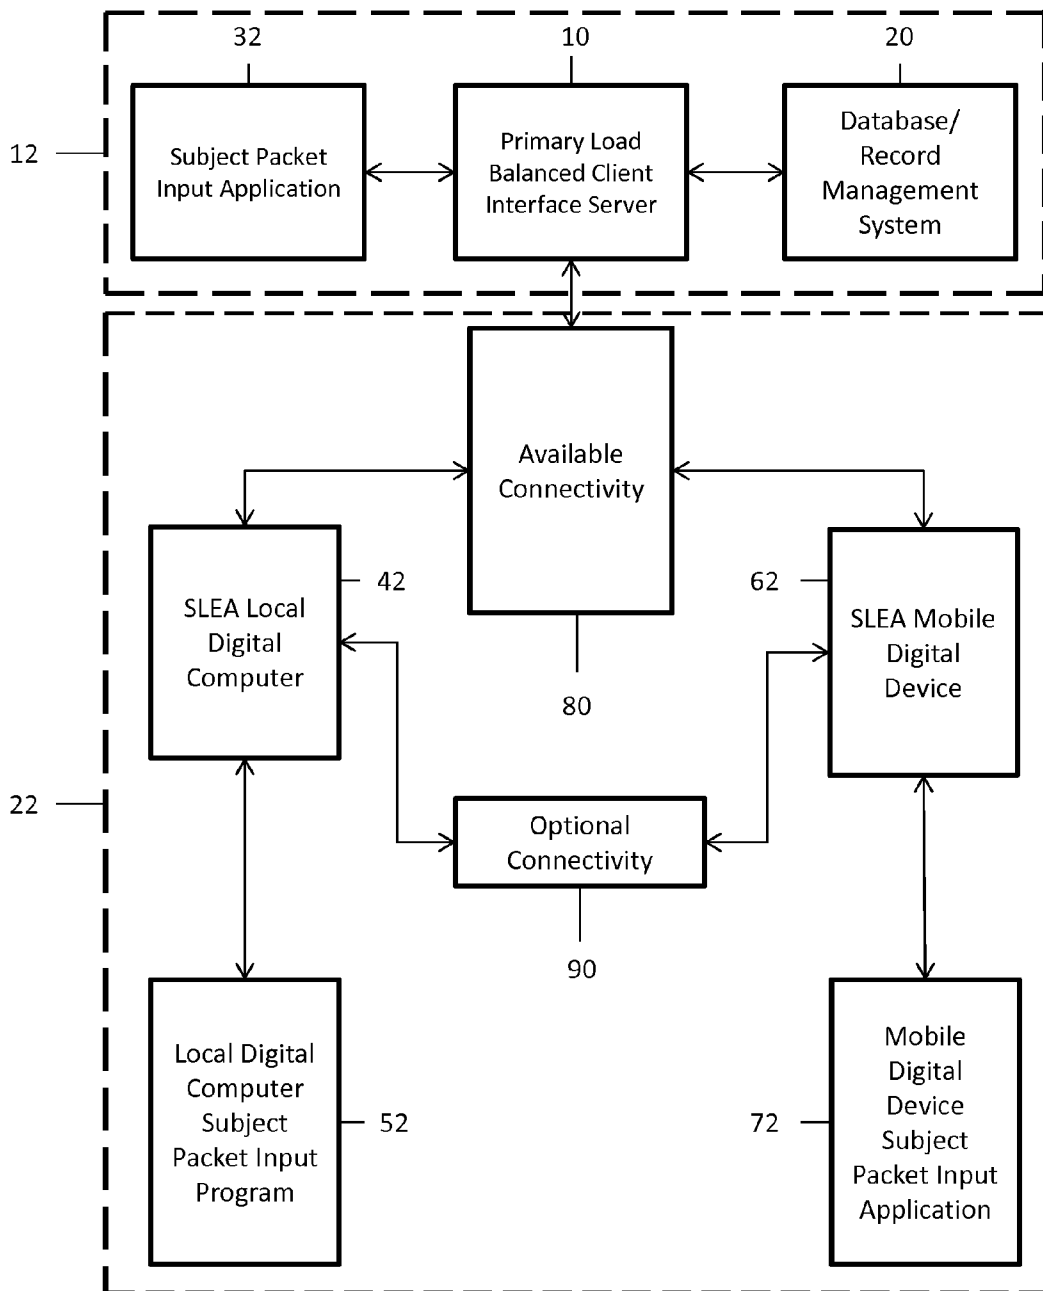 32
10
20
12
Subject Packet
Input Application
Primary Load
Balanced Client
Interface Server
Database/
Record
Management
System
Available
Connectivity
42
62
SLEA Local
Digital
Computer
SLEA Mobile
Digital
Device
80
22
Optional
Connectivity
90
Local Digital
Computer
Subject
Packet Input
Program
52
72
Mobile
Digital
Device
Subject
Packet Input
Application